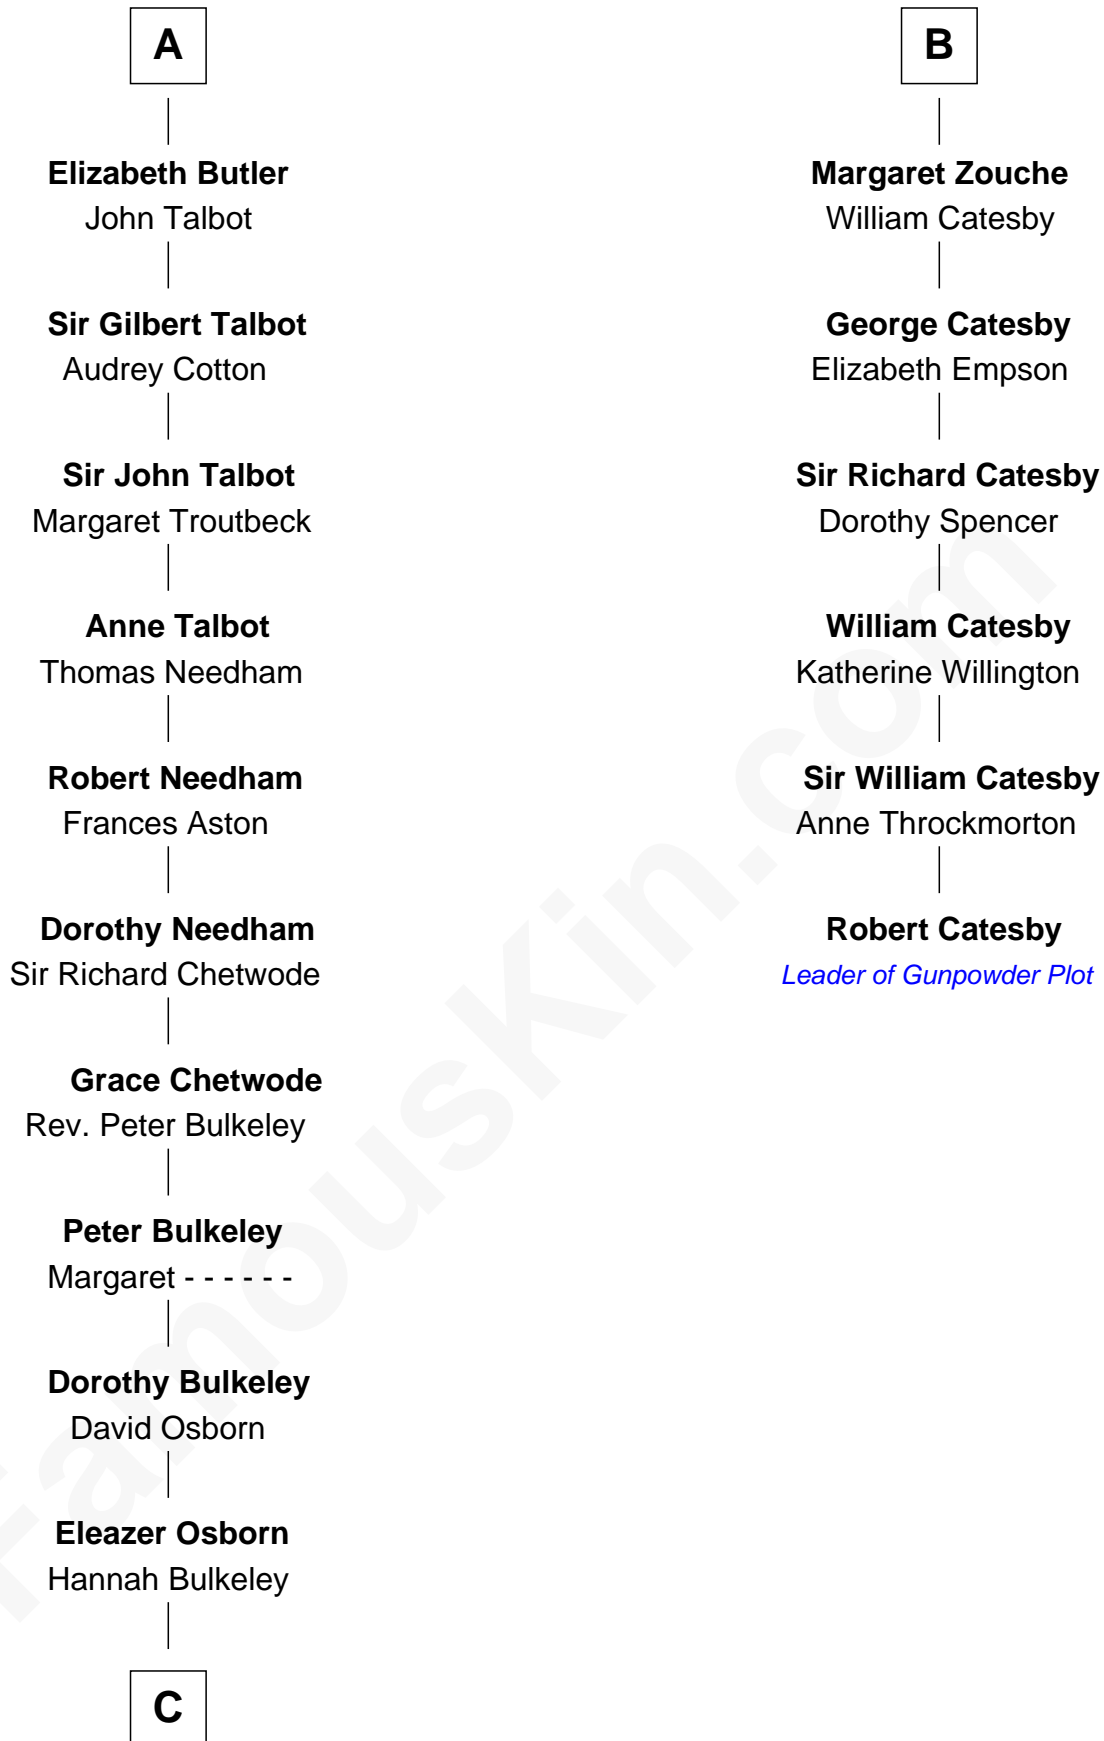 A
Elizabeth Butler
John Talbot
Sir Gilbert Talbot
Audrey Cotton
Sir John Talbot
Margaret Troutbeck
Anne Talbot
Thomas Needham
Robert Needham
Frances Aston
Dorothy Needham
Sir Richard Chetwode
Grace Chetwode
Rev. Peter Bulkeley
Peter Bulkeley
Margaret - - - - - -
Dorothy Bulkeley
David Osborn
Eleazer Osborn
Hannah Bulkeley
C
B
Margaret Zouche
William Catesby
George Catesby
Elizabeth Empson
Sir Richard Catesby
Dorothy Spencer
William Catesby
Katherine Willington
Sir William Catesby
Anne Throckmorton
Robert Catesby
Leader of Gunpowder Plot
FamousKin.com